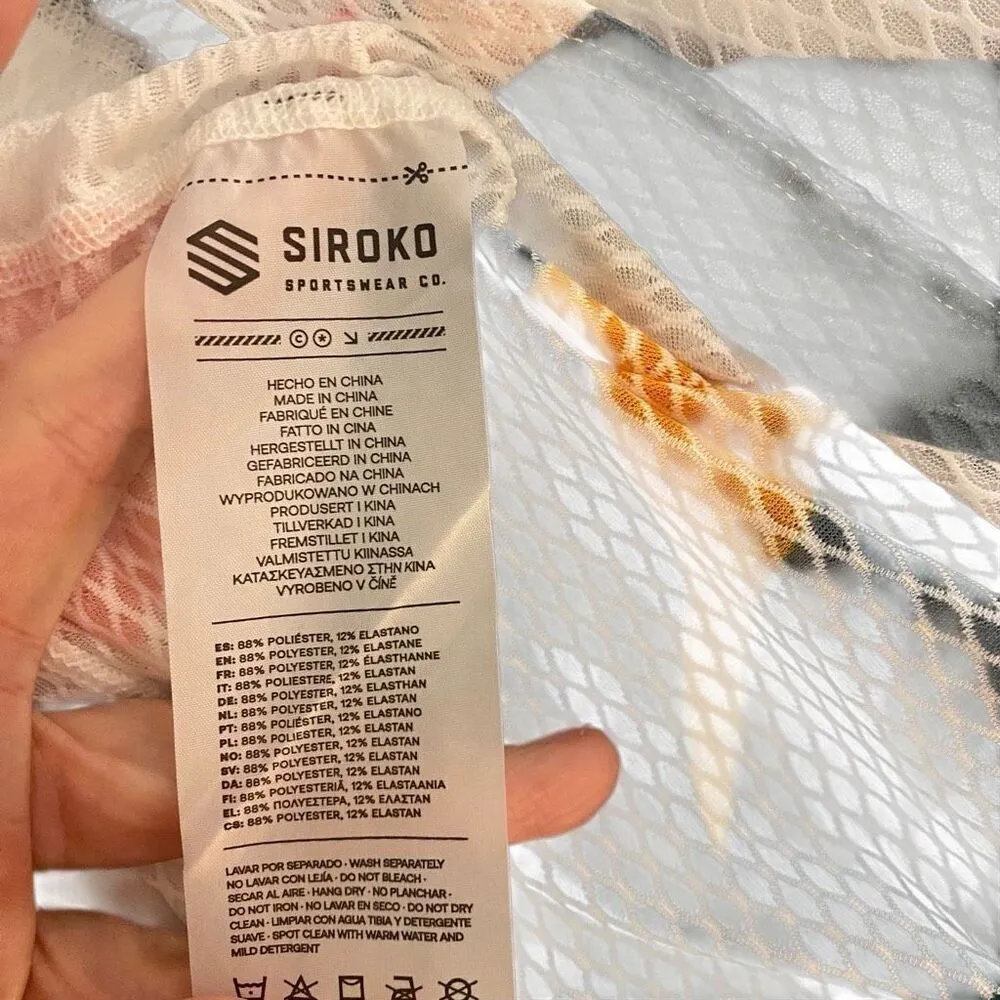 SIROKO
SPORTSWEAR CO.
HECHO EN CHINA
MADE IN CHINA
FABRIQUÉ EN CHINE
FATTO IN CINA
HERGESTELLT IN CHINA
GEFABRICEERD IN CHINA
FABRICADO NA CHINA
WYPRODUKOWANO W CHINACH
PRODUSERT I KINA
TILLVERKAD I KINA
FREMSTILLET I KINA
VALMISTETTU KIINASSA
ΚΑΤΑΣΚΕΥΑΣΜΕΝΟ ΣΤΗΝ ΚΙΝΑ
VYROBENO V ČÍNĚ
ES: 88% POLIÉSTER, 12% ELASTANO
EN: 88% POLYESTER, 12% ELASTANE
FR: 88% POLYESTER, 12% ÉLASTHANNE
IT: 88% POLIESTERE, 12% ELASTAN
DE: 88% POLYESTER, 12% ELASTHAN
NL: 88% POLYESTER, 12% ELASTAN
PT: 88% POLIÉSTER, 12% ELASTANO
PL: 88% POLIESTER, 12% ELASTAN
NO: 88% POLYESTER, 12% ELASTAN
SV: 88% POLYESTER, 12% ELASTAN
DA: 88% POLYESTER, 12% ELASTAN
FI: 88% POLYESTERIÄ, 12% ELASTAANIA
EL: 88% ΠΟΛΥΕΣΤΕΡΑ, 12% ΕΛΑΣΤΑΝ
CS: 88% POLYESTER, 12% ELASTAN
LAVAR POR SEPARADO · WASH SEPARATELY
NO LAVAR CON LEJÍA · DO NOT BLEACH ·
SECAR AL AIRE · HANG DRY · NO PLANCHAR ·
DO NOT IRON · NO LAVAR EN SECO · DO NOT DRY
CLEAN · LIMPIAR CON AGUA TIBIA Y DETERGENTE
SUAVE · SPOT CLEAN WITH WARM WATER AND
MILD DETERGENT